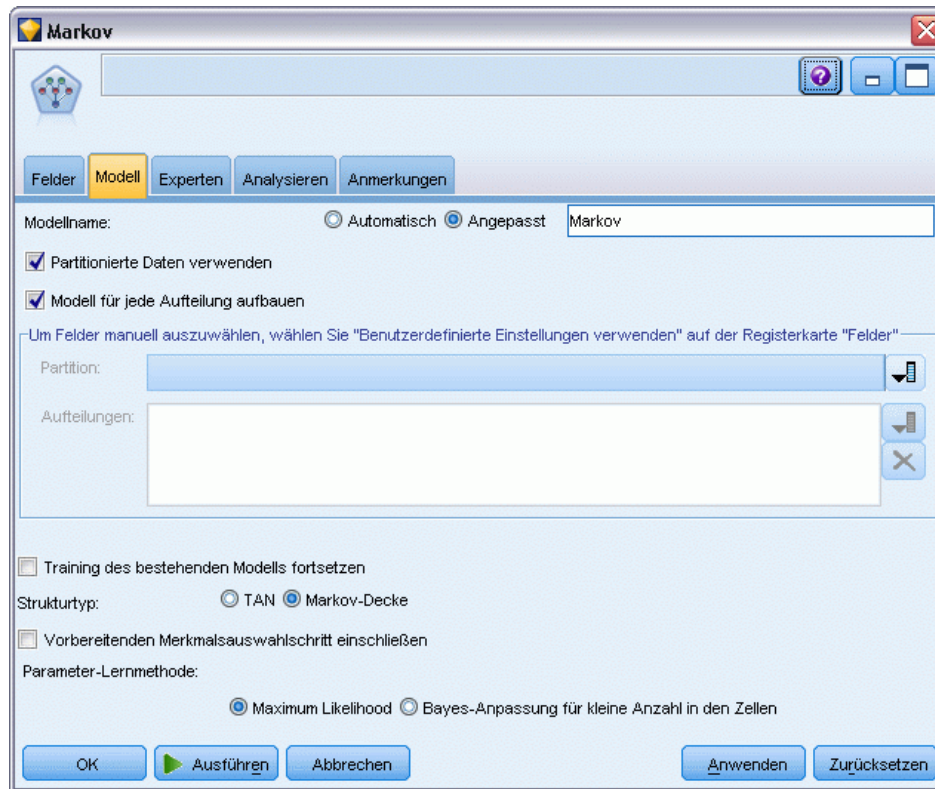 Markov
Felder Modell Experten Analysieren Anmerkungen
Modellname: Automatisch Angepasst Markov
Partitionierte Daten verwenden
Modell für jede Aufteilung aufbauen
Um Felder manuell auszuwählen, wählen Sie "Benutzerdefinierte Einstellungen verwenden" auf der Registerkarte "Felder"
Partition:
Aufteilungen:
Training des bestehenden Modells fortsetzen
Strukturtyp: TAN Markov-Decke
Vorbereitenden Merkmalsauswahlschritt einschließen
Parameter-Lernmethode:
Maximum Likelihood Bayes-Anpassung für kleine Anzahl in den Zellen
OK Ausführen Abbrechen Anwenden Zurücksetzen